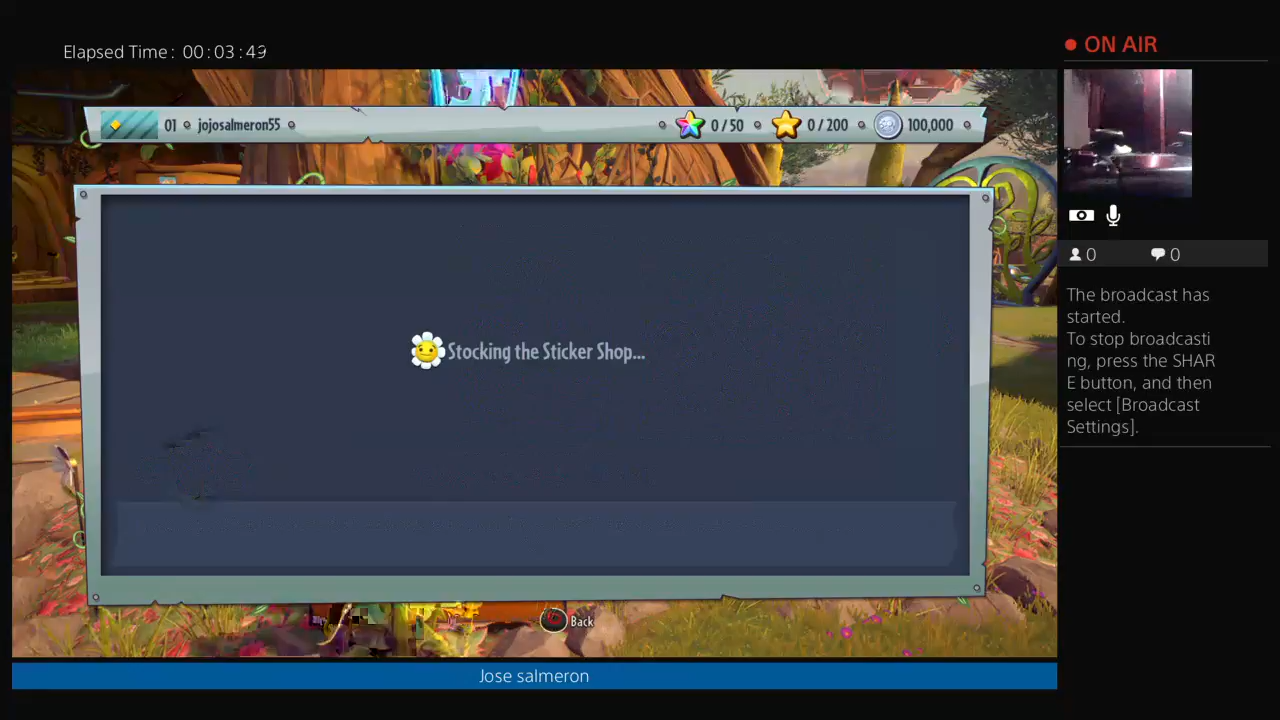 Elapsed Time: 00:03:49
ON AIR
01 jojosalmeron55 0 / 50 0 / 200 100,000
0 0
The broadcast has
started.
To stop broadcasti
ng, press the SHAR
E button, and then
select [Broadcast
Settings].
Stocking the Sticker Shop...
Back
Jose salmeron